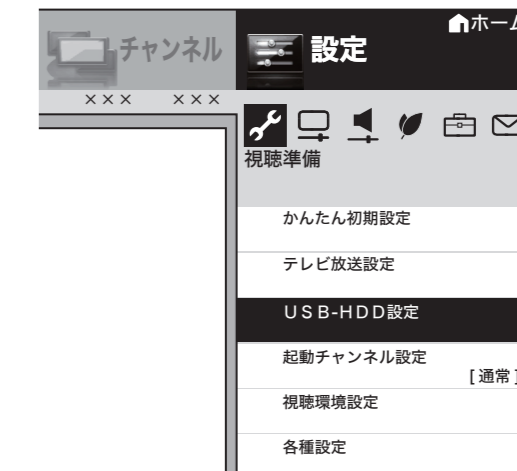 チャンネル
設定
ホーム
××× ×××
視聴準備
かんたん初期設定
テレビ放送設定
USB-HDD設定
起動チャンネル設定
[通常]
視聴環境設定
各種設定